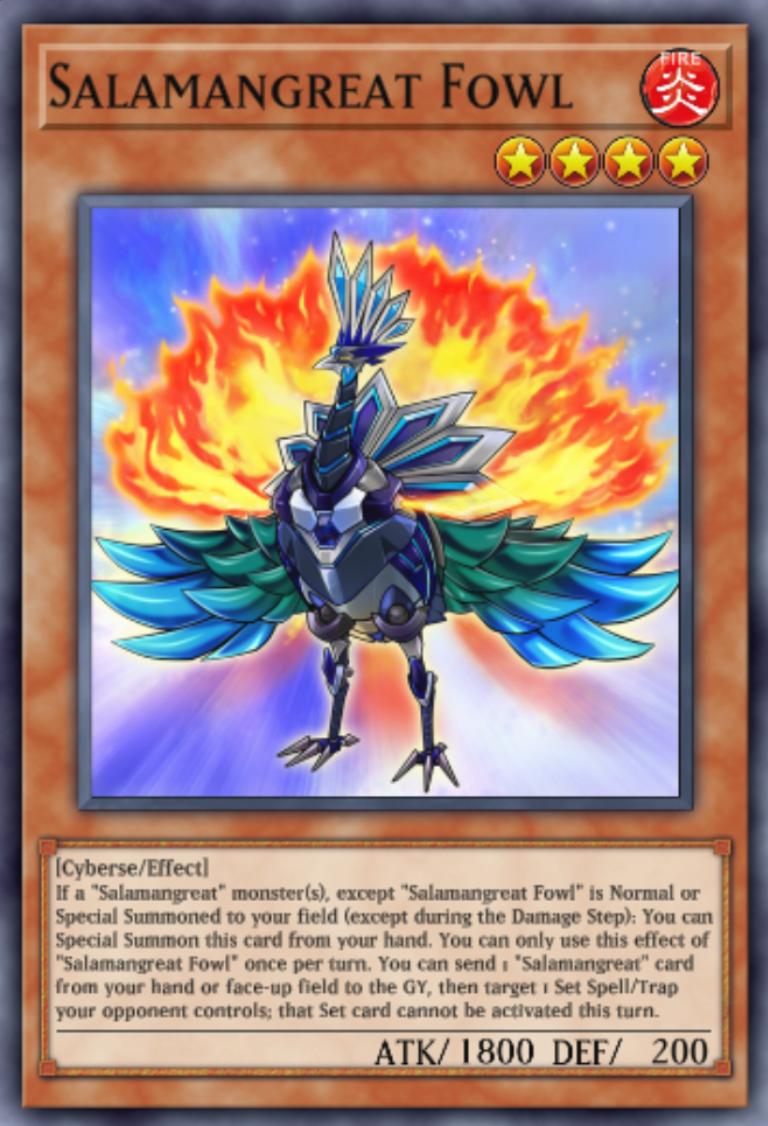 SALAMANGREAT FOWL
FIRE
炎
[Cyberse/Effect]
If a "Salamangreat" monster(s), except "Salamangreat Fowl" is Normal or
Special Summoned to your field (except during the Damage Step): You can
Special Summon this card from your hand. You can only use this effect of
"Salamangreat Fowl" once per turn. You can send 1 "Salamangreat" card
from your hand or face-up field to the GY, then target 1 Set Spell/Trap
your opponent controls; that Set card cannot be activated this turn.
ATK/ 1800 DEF/ 200